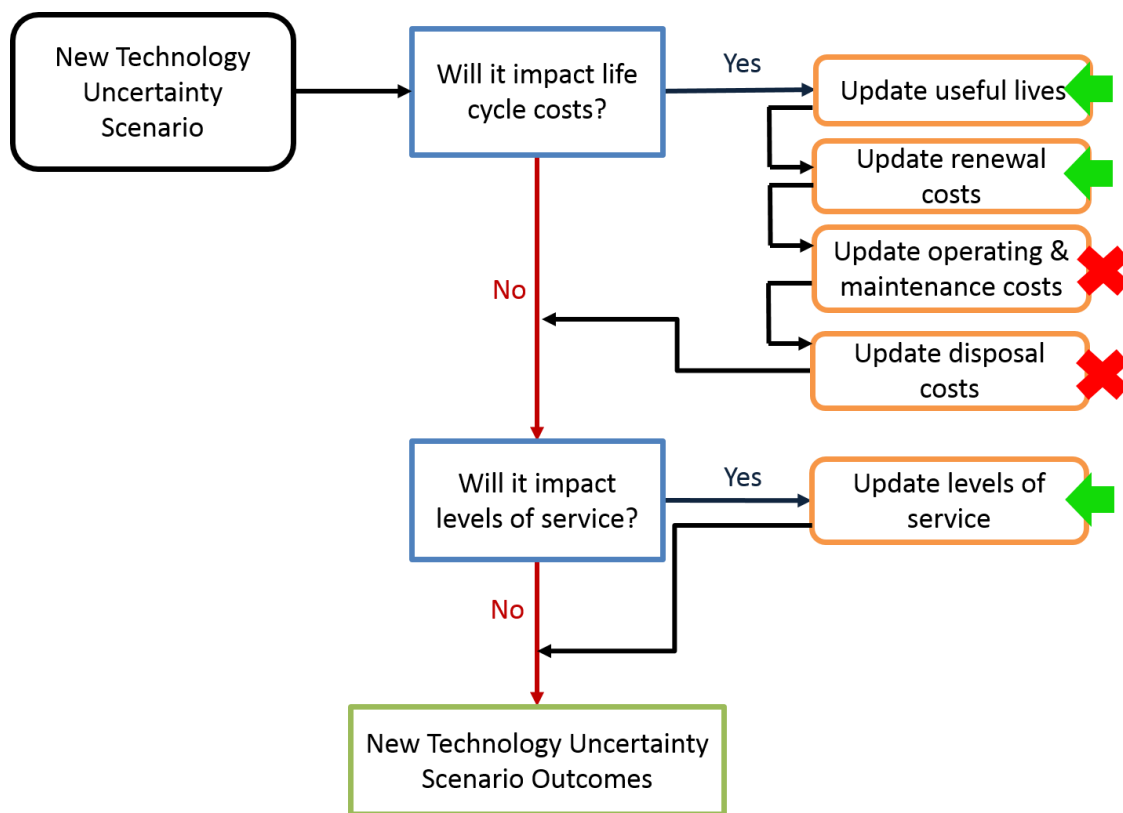 New Technology
Uncertainty
Scenario
Will it impact life
cycle costs?
Yes
Update useful lives
Update renewal
costs
Update operating &
maintenance costs
Update disposal
costs
No
Will it impact
levels of service?
Yes
Update levels of
service
No
New Technology Uncertainty
Scenario Outcomes